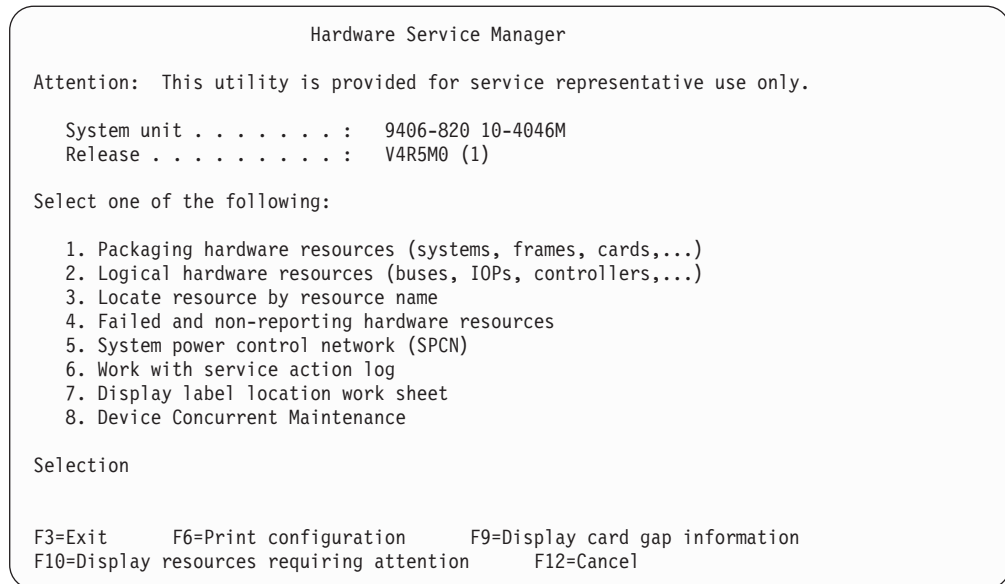 Hardware Service Manager
Attention:  This utility is provided for service representative use only.
System unit . . . . . . . :   9406-820 10-4046M
Release . . . . . . . . . :   V4R5M0 (1)
Select one of the following:
1. Packaging hardware resources (systems, frames, cards,...)
2. Logical hardware resources (buses, IOPs, controllers,...)
3. Locate resource by resource name
4. Failed and non-reporting hardware resources
5. System power control network (SPCN)
6. Work with service action log
7. Display label location work sheet
8. Device Concurrent Maintenance
Selection
F3=Exit      F6=Print configuration      F9=Display card gap information
F10=Display resources requiring attention      F12=Cancel